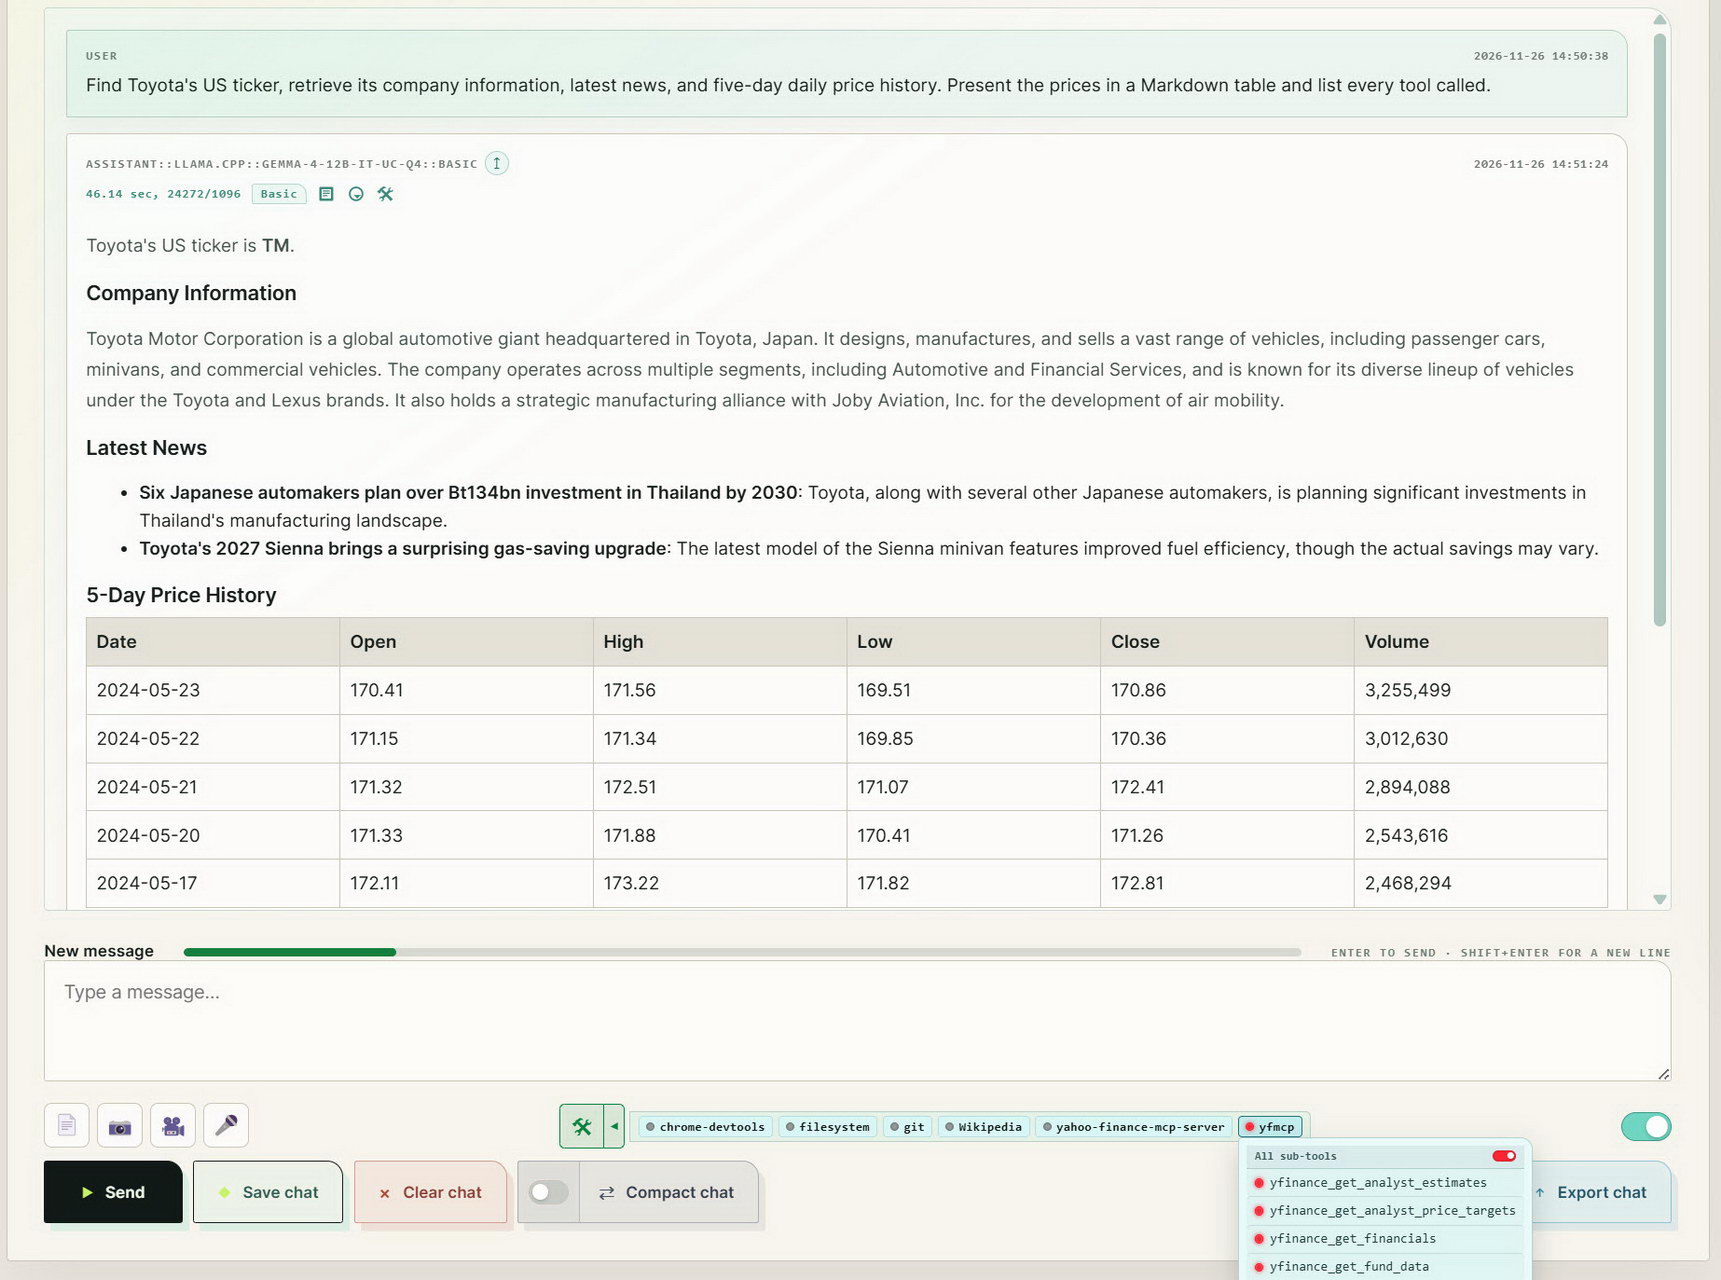 USER
2026-11-26 14:50:38
Find Toyota's US ticker, retrieve its company information, latest news, and five-day daily price history. Present the prices in a Markdown table and list every tool called.
ASSISTANT::LLAMA.CPP::GEMMA-4-12B-IT-UC-Q4::BASIC
2026-11-26 14:51:24
46.14 sec, 24272/1096 Basic
Toyota's US ticker is TM.
Company Information
Toyota Motor Corporation is a global automotive giant headquartered in Toyota, Japan. It designs, manufactures, and sells a vast range of vehicles, including passenger cars,
minivans, and commercial vehicles. The company operates across multiple segments, including Automotive and Financial Services, and is known for its diverse lineup of vehicles
under the Toyota and Lexus brands. It also holds a strategic manufacturing alliance with Joby Aviation, Inc. for the development of air mobility.
Latest News
• Six Japanese automakers plan over Bt134bn investment in Thailand by 2030: Toyota, along with several other Japanese automakers, is planning significant investments in
Thailand's manufacturing landscape.
• Toyota's 2027 Sienna brings a surprising gas-saving upgrade: The latest model of the Sienna minivan features improved fuel efficiency, though the actual savings may vary.
5-Day Price History
Date Open High Low Close Volume
2024-05-23 170.41 171.56 169.51 170.86 3,255,499
2024-05-22 171.15 171.34 169.85 170.36 3,012,630
2024-05-21 171.32 172.51 171.07 172.41 2,894,088
2024-05-20 171.33 171.88 170.41 171.26 2,543,616
2024-05-17 172.11 173.22 171.82 172.81 2,468,294
New message
ENTER TO SEND · SHIFT+ENTER FOR A NEW LINE
Type a message...
chrome-devtools filesystem git Wikipedia yahoo-finance-mcp-server yfmcp
All sub-tools
yfinance_get_analyst_estimates
yfinance_get_analyst_price_targets
yfinance_get_financials
yfinance_get_fund_data
Send Save chat Clear chat Compact chat Export chat